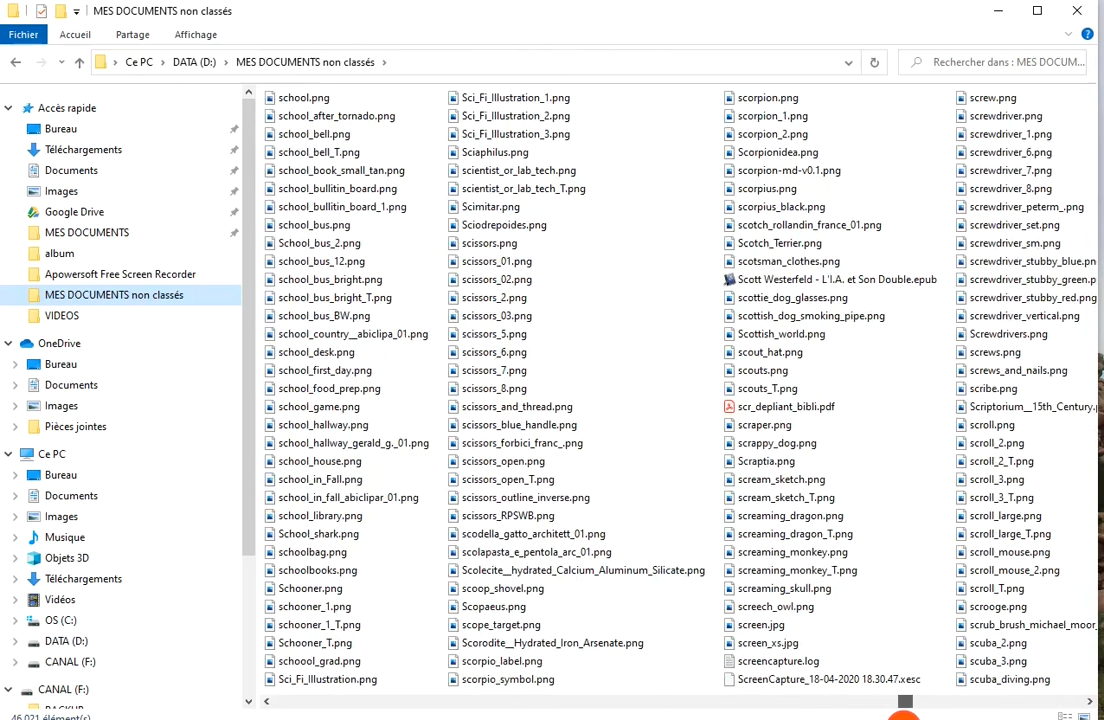 MES DOCUMENTS non classés
Fichier
Accueil
Partage
Affichage
Ce PC
DATA (D:)
MES DOCUMENTS non classés
Rechercher dans : MES DOCUM...
Accès rapide
Bureau
Téléchargements
Documents
Images
Google Drive
MES DOCUMENTS
album
Apowersoft Free Screen Recorder
MES DOCUMENTS non classés
VIDEOS
OneDrive
Bureau
Documents
Images
Pièces jointes
Ce PC
Bureau
Documents
Images
Musique
Objets 3D
Téléchargements
Vidéos
OS (C:)
DATA (D:)
CANAL (F:)
CANAL (F:)
BACKUP
46 021 élément(s)
school.png
school_after_tornado.png
school_bell.png
school_bell_T.png
school_book_small_tan.png
school_bullitin_board.png
school_bullitin_board_1.png
school_bus.png
School_bus_2.png
school_bus_12.png
school_bus_bright.png
school_bus_bright_T.png
school_bus_BW.png
school_country__abiclipa_01.png
school_desk.png
school_first_day.png
school_food_prep.png
school_game.png
school_hallway.png
school_hallway_gerald_g._01.png
school_house.png
school_in_Fall.png
school_in_fall_abiclipar_01.png
school_library.png
School_shark.png
schoolbag.png
schoolbooks.png
Schooner.png
schooner_1.png
schooner_1_T.png
Schooner_T.png
schoool_grad.png
Sci_Fi_Illustration.png
Sci_Fi_Illustration_1.png
Sci_Fi_Illustration_2.png
Sci_Fi_Illustration_3.png
Sciaphilus.png
scientist_or_lab_tech.png
scientist_or_lab_tech_T.png
Scimitar.png
Sciodrepoides.png
scissors.png
scissors_01.png
scissors_02.png
scissors_2.png
scissors_03.png
scissors_5.png
scissors_6.png
scissors_7.png
scissors_8.png
scissors_and_thread.png
scissors_blue_handle.png
scissors_forbici_franc_.png
scissors_open.png
scissors_open_T.png
scissors_outline_inverse.png
scissors_RPSWB.png
scodella_gatto_architett_01.png
scolapasta_e_pentola_arc_01.png
Scolecite__hydrated_Calcium_Aluminum_Silicate.png
scoop_shovel.png
Scopaeus.png
scope_target.png
Scorodite__Hydrated_Iron_Arsenate.png
scorpio_label.png
scorpio_symbol.png
scorpion.png
scorpion_1.png
scorpion_2.png
Scorpionidea.png
scorpion-md-v0.1.png
scorpius.png
scorpius_black.png
scotch_rollandin_france_01.png
Scotch_Terrier.png
scotsman_clothes.png
Scott Westerfeld - L'I.A. et Son Double.epub
scottie_dog_glasses.png
scottish_dog_smoking_pipe.png
Scottish_world.png
scout_hat.png
scouts.png
scouts_T.png
scr_depliant_bibli.pdf
scraper.png
scrappy_dog.png
Scraptia.png
scream_sketch.png
scream_sketch_T.png
screaming_dragon.png
screaming_dragon_T.png
screaming_monkey.png
screaming_monkey_T.png
screaming_skull.png
screech_owl.png
screen.jpg
screen_xs.jpg
screencapture.log
ScreenCapture_18-04-2020 18.30.47.xesc
screw.png
screwdriver.png
screwdriver_1.png
screwdriver_6.png
screwdriver_7.png
screwdriver_8.png
screwdriver_peterm_.png
screwdriver_set.png
screwdriver_sm.png
screwdriver_stubby_blue.pn
screwdriver_stubby_green.p
screwdriver_stubby_red.png
screwdriver_vertical.png
Screwdrivers.png
screws.png
screws_and_nails.png
scribe.png
Scriptorium__15th_Century.p
scroll.png
scroll_2.png
scroll_2_T.png
scroll_3.png
scroll_3_T.png
scroll_large.png
scroll_large_T.png
scroll_mouse.png
scroll_mouse_2.png
scroll_T.png
scrooge.png
scrub_brush_michael_moor_
scuba_2.png
scuba_3.png
scuba_diving.png